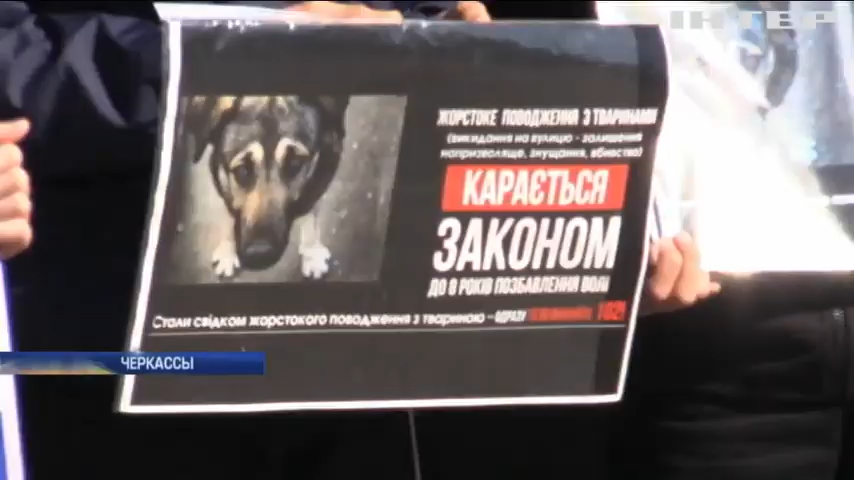 ІНТЕР
ЖОРСТОКЕ ПОВОДЖЕННЯ З ТВАРИНАМИ
(викидання на вулицю - залишення
напризволяще, знущання, вбивство)
КАРАЄТЬСЯ
ЗАКОНОМ
ДО 8 РОКІВ ПОЗБАВЛЕННЯ ВОЛІ
Стали свідком жорстокого поводження з твариною – ОДРАЗУ 102!
ЧЕРКАССЫ